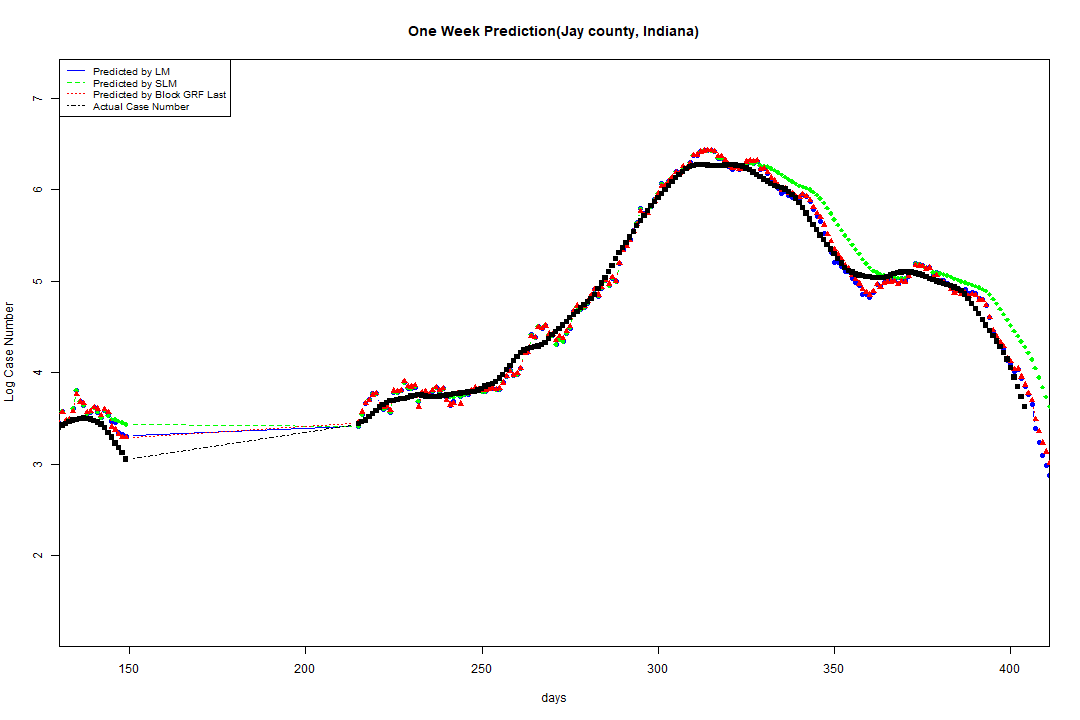 One Week Prediction(Jay county, Indiana)
Predicted by LM
Predicted by SLM
Predicted by Block GRF Last
Actual Case Number
7
6
5
4
3
2
Log Case Number
150 200 250 300 350 400
days